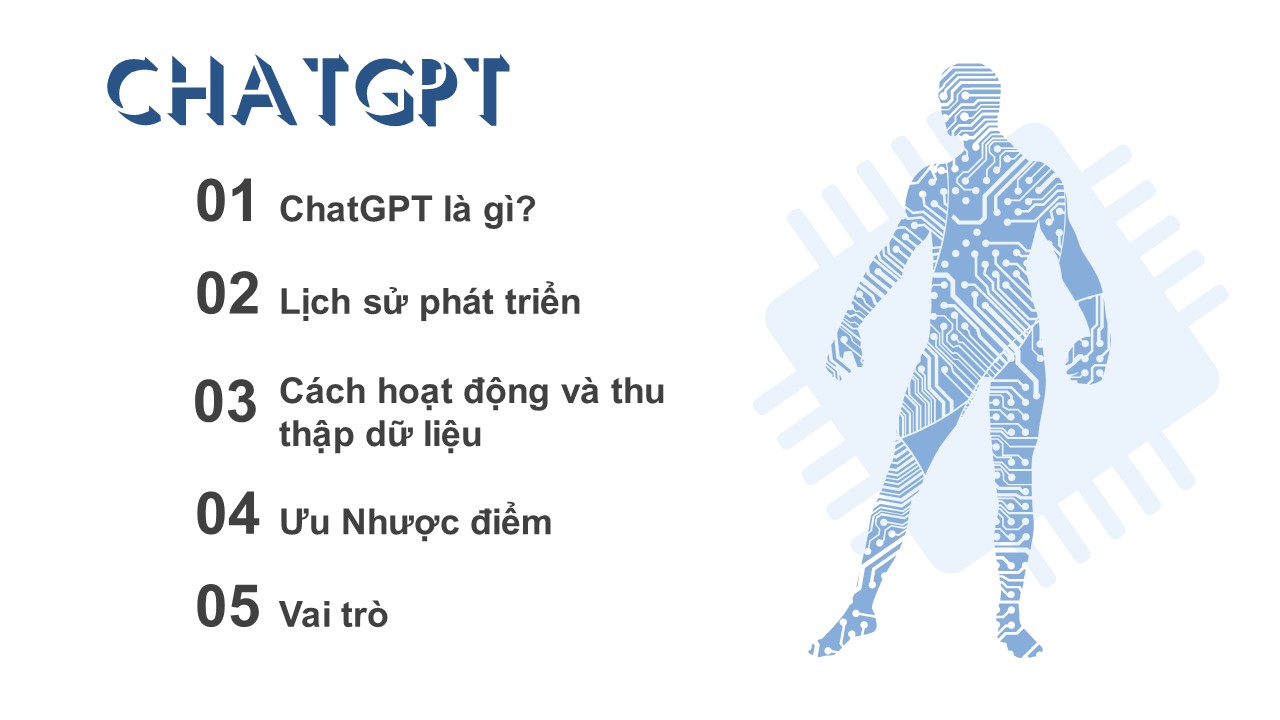 CHATGPT
01 ChatGPT là gì?
02 Lịch sử phát triển
03 Cách hoạt động và thu
thập dữ liệu
04 Ưu Nhược điểm
05 Vai trò